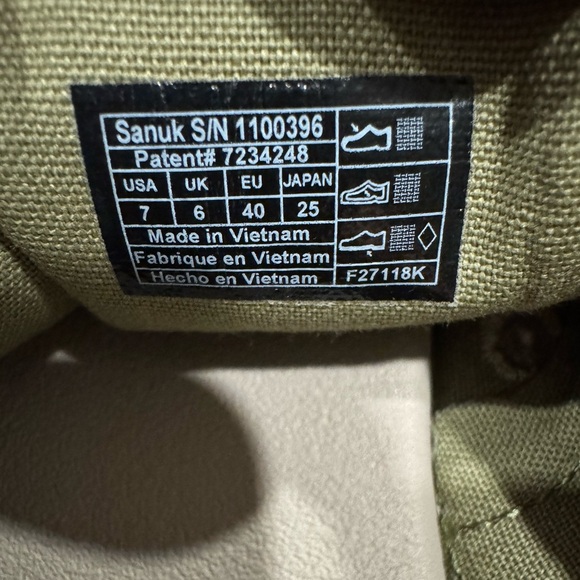 Sanuk S/N 1100396
Patent# 7234248
USA UK EU JAPAN
7 6 40 25
Made in Vietnam
Fabrique en Vietnam
Hecho en Vietnam
F27118K